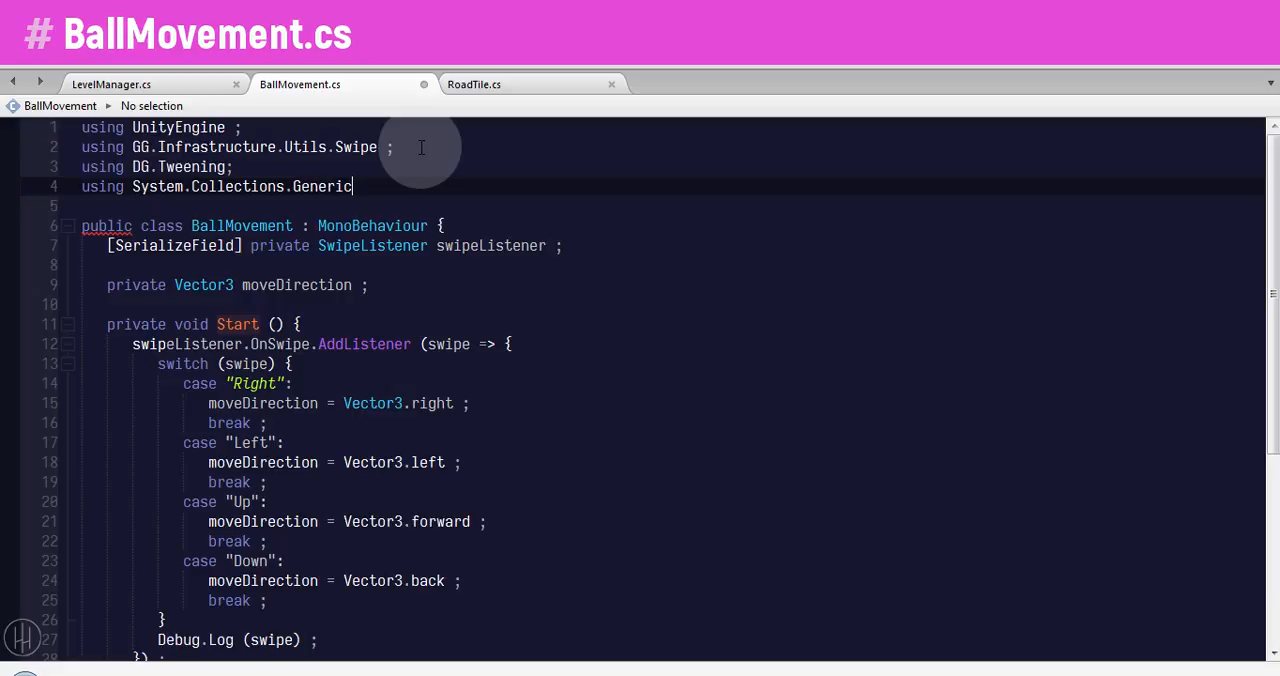 # BallMovement.cs
LevelManager.cs BallMovement.cs RoadTile.cs
BallMovement No selection
1 using UnityEngine ;
2 using GG.Infrastructure.Utils.Swipe ;
3 using DG.Tweening;
4 using System.Collections.Generic
5
6 public class BallMovement : MonoBehaviour {
7 [SerializeField] private SwipeListener swipeListener ;
8
9 private Vector3 moveDirection ;
10
11 private void Start () {
12 swipeListener.OnSwipe.AddListener (swipe => {
13 switch (swipe) {
14 case "Right":
15 moveDirection = Vector3.right ;
16 break ;
17 case "Left":
18 moveDirection = Vector3.left ;
19 break ;
20 case "Up":
21 moveDirection = Vector3.forward ;
22 break ;
23 case "Down":
24 moveDirection = Vector3.back ;
25 break ;
26 }
27 Debug.Log (swipe) ;
28 }) ;